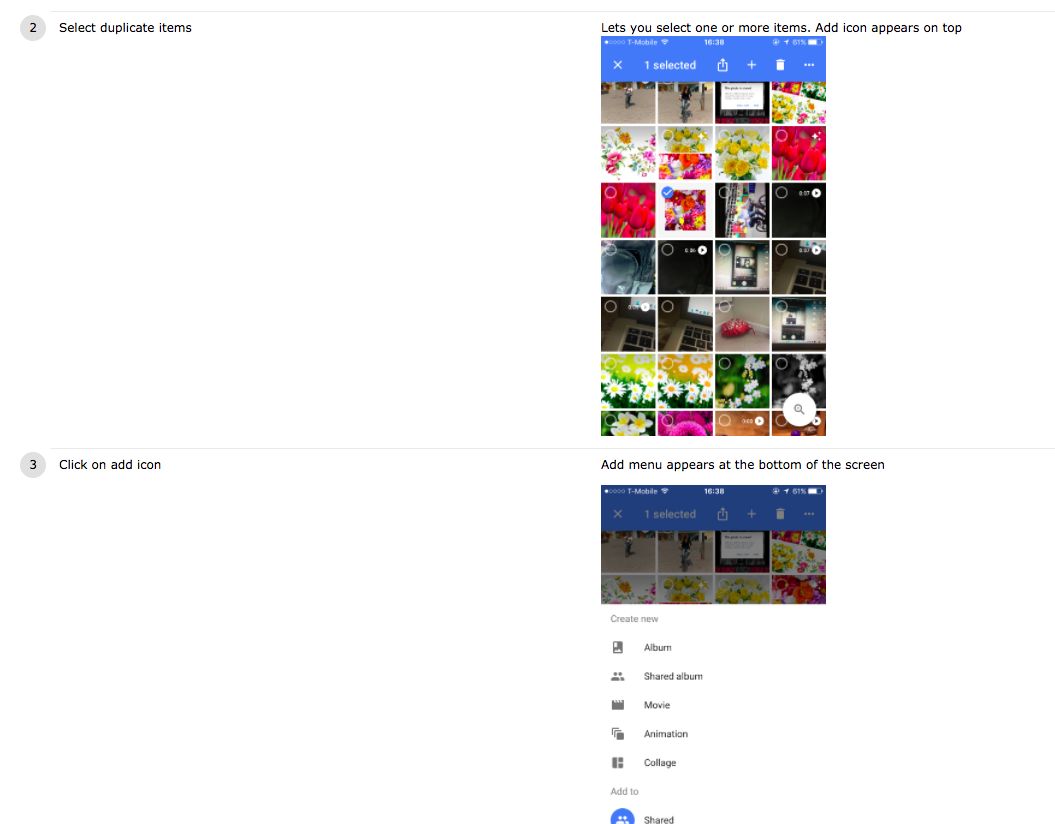 2 Select duplicate items Lets you select one or more items. Add icon appears on top
T-Mobile 16:38 61%
1 selected
3 Click on add icon Add menu appears at the bottom of the screen
T-Mobile 16:38 61%
1 selected
Create new
Album
Shared album
Movie
Animation
Collage
Add to
Shared